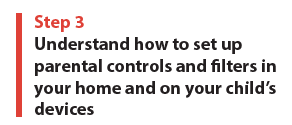 Step 3
Understand how to set up
parental controls and filters in
your home and on your child's
devices